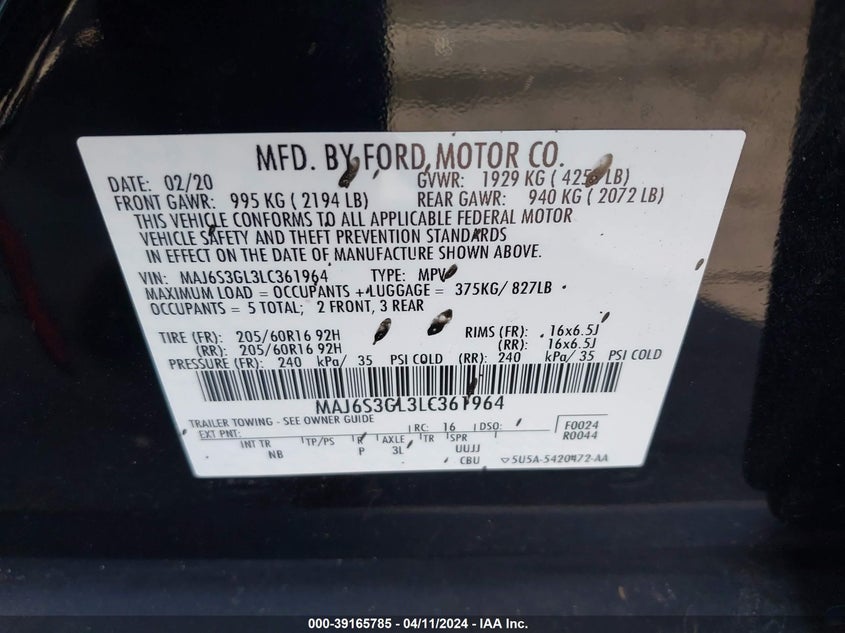 MFD. BY FORD MOTOR CO.
DATE: 02/20 GVWR: 1929 KG ( LB)
FRONT GAWR: 995 KG ( 2194 LB) REAR GAWR: 940 KG ( 2072 LB)
THIS VEHICLE CONFORMS TO ALL APPLICABLE FEDERAL MOTOR
VEHICLE SAFETY AND THEFT PREVENTION STANDARDS
IN EFFECT ON THE DATE OF MANUFACTURE SHOWN ABOVE.
VIN: MAJ6S3GL3LC361964 TYPE: MPV
MAXIMUM LOAD = OCCUPANTS + LUGGAGE = 375KG/ 827LB
OCCUPANTS = 5 TOTAL; 2 FRONT, 3 REAR
TIRE (FR): 205/60R16 92H RIMS (FR): 16x6.5J
(RR): 205/60R16 92H (RR): 16x6.5J
PRESSURE (FR): 240 kPa/ 35 PSI COLD (RR): 240 kPa/ 35 PSI COLD
MAJ6S3GL3LC361964
TRAILER TOWING - SEE OWNER GUIDE
EXT PNT: RC: 16 DSO: F0024
INT TR TP/PS R AXLE TR SPR R0044
NB P 3L UUJJ
CBU 5U5A-5420472-AA
000-39165785 - 04/11/2024 - IAA Inc.